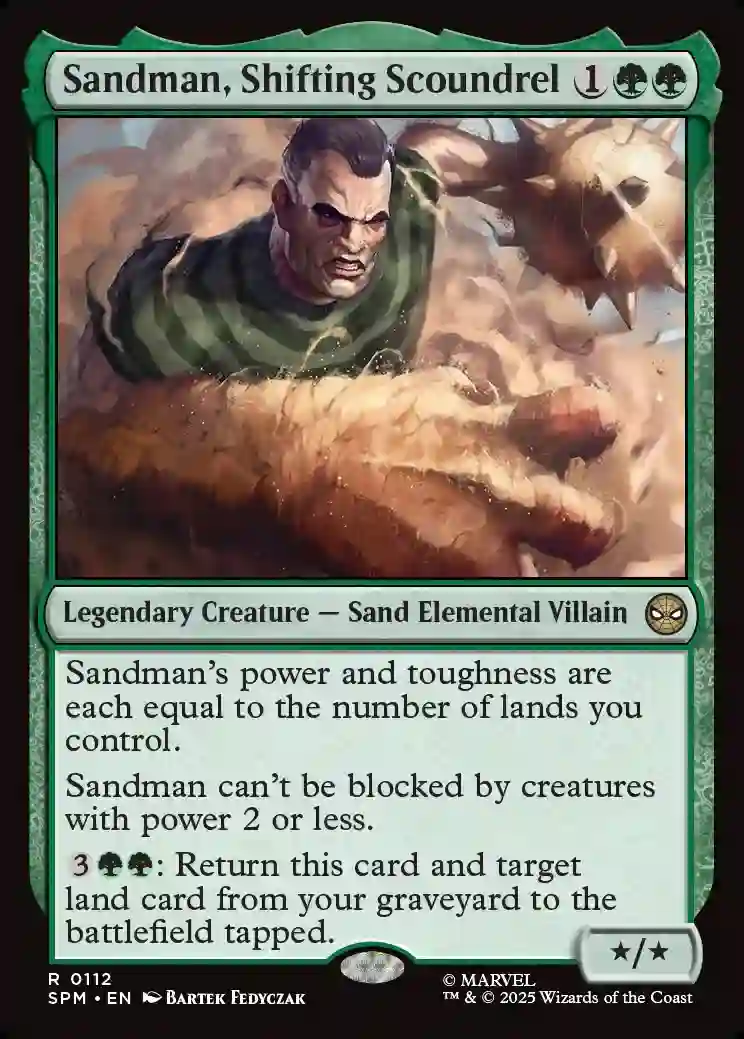 Sandman, Shifting Scoundrel 1
Legendary Creature — Sand Elemental Villain
Sandman's power and toughness are
each equal to the number of lands you
control.
Sandman can't be blocked by creatures
with power 2 or less.
3: Return this card and target
land card from your graveyard to the
battlefield tapped.
★/★
R 0112
SPM • EN Bartek Fedyczak
© MARVEL
™ & © 2025 Wizards of the Coast